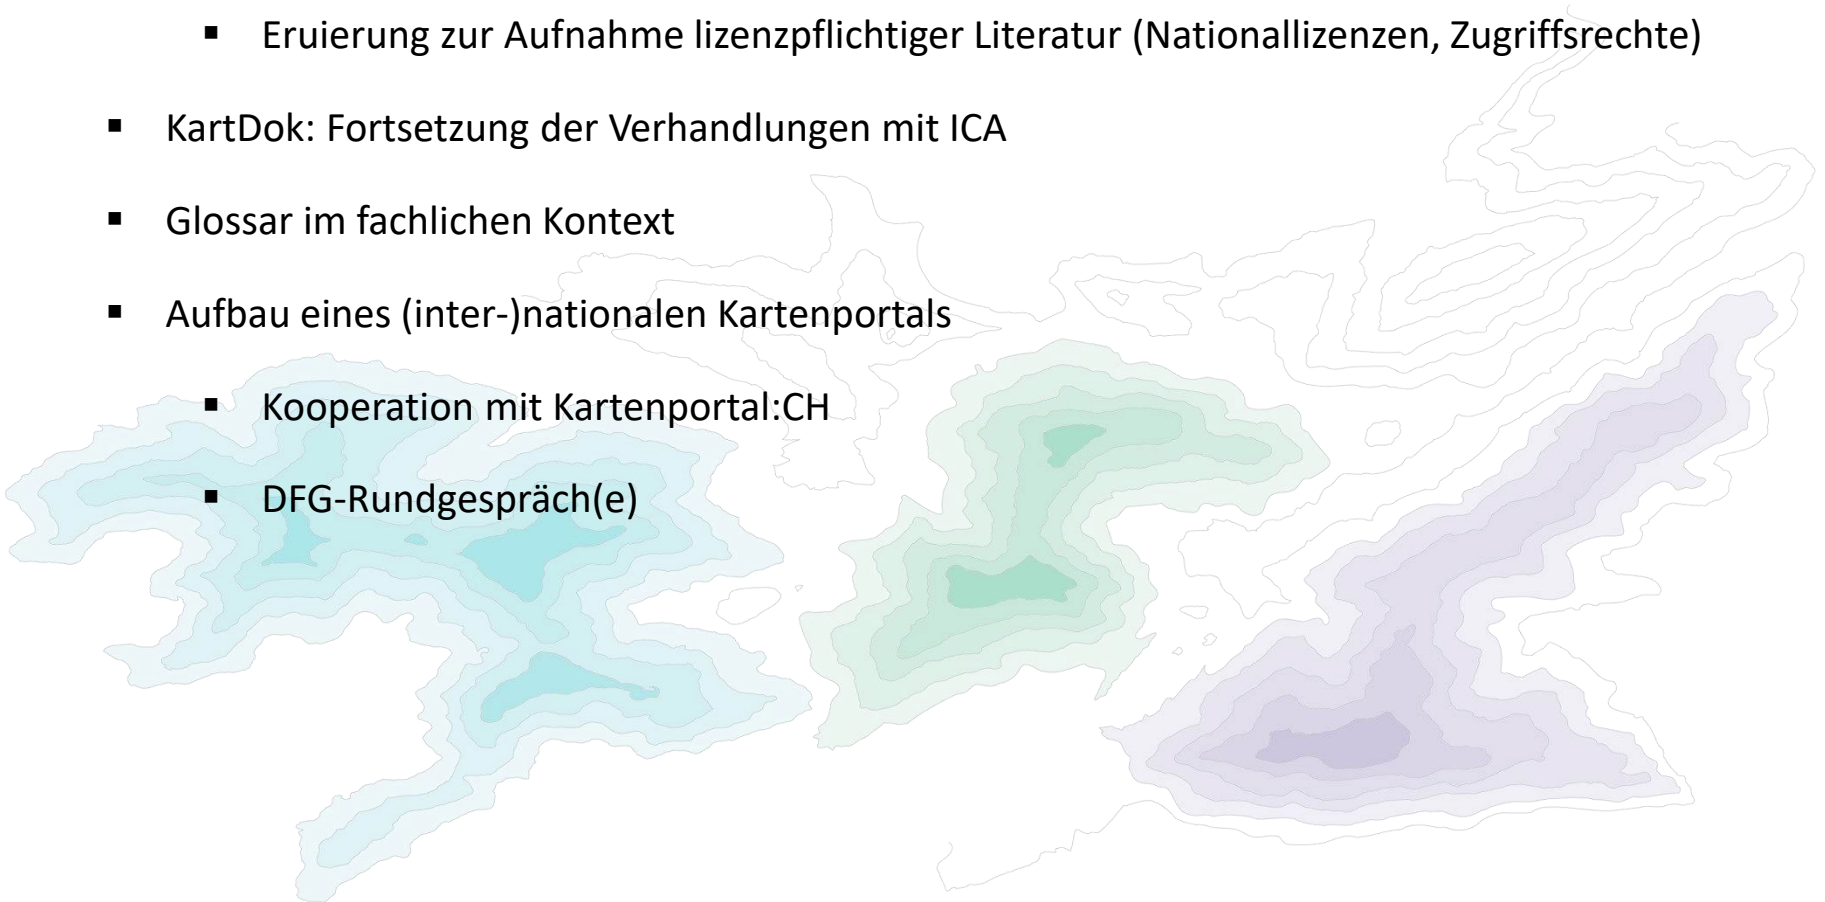 ▪ Eruierung zur Aufnahme lizenzpflichtiger Literatur (Nationallizenzen, Zugriffsrechte)
▪ KartDok: Fortsetzung der Verhandlungen mit ICA
▪ Glossar im fachlichen Kontext
▪ Aufbau eines (inter-)nationalen Kartenportals
▪ Kooperation mit Kartenportal:CH
▪ DFG-Rundgespräch(e)